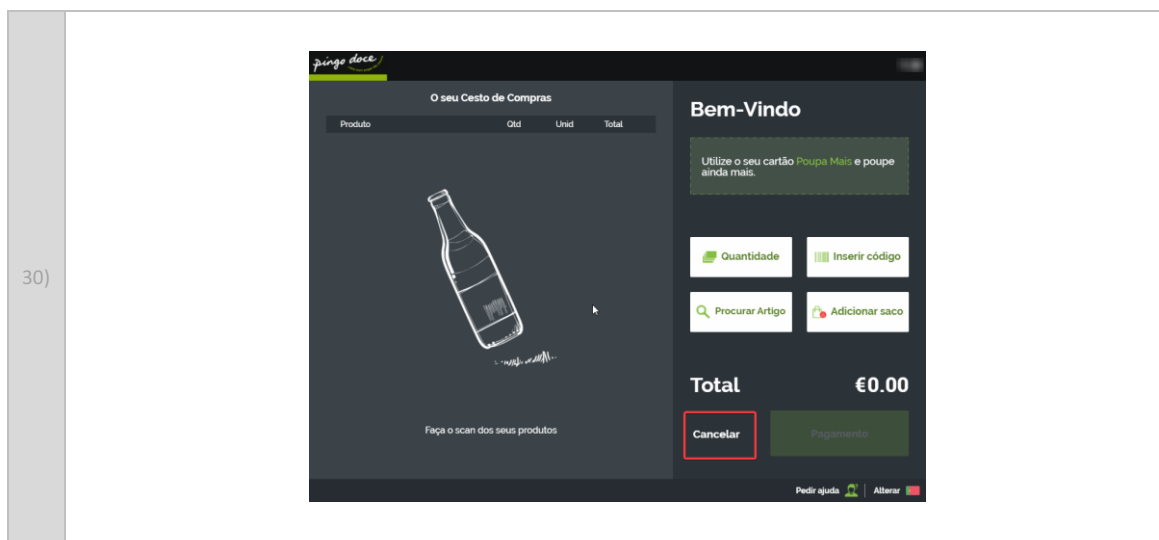 30)
pingo doce
O seu Cesto de Compras
Produto Qtd Unid Total
Faça o scan dos seus produtos
Bem-Vindo
Utilize o seu cartão Poupa Mais e poupe
ainda mais.
Quantidade
Inserir código
Procurar Artigo
Adicionar saco
Total €0.00
Cancelar
Pagamento
Pedir ajuda
Alterar